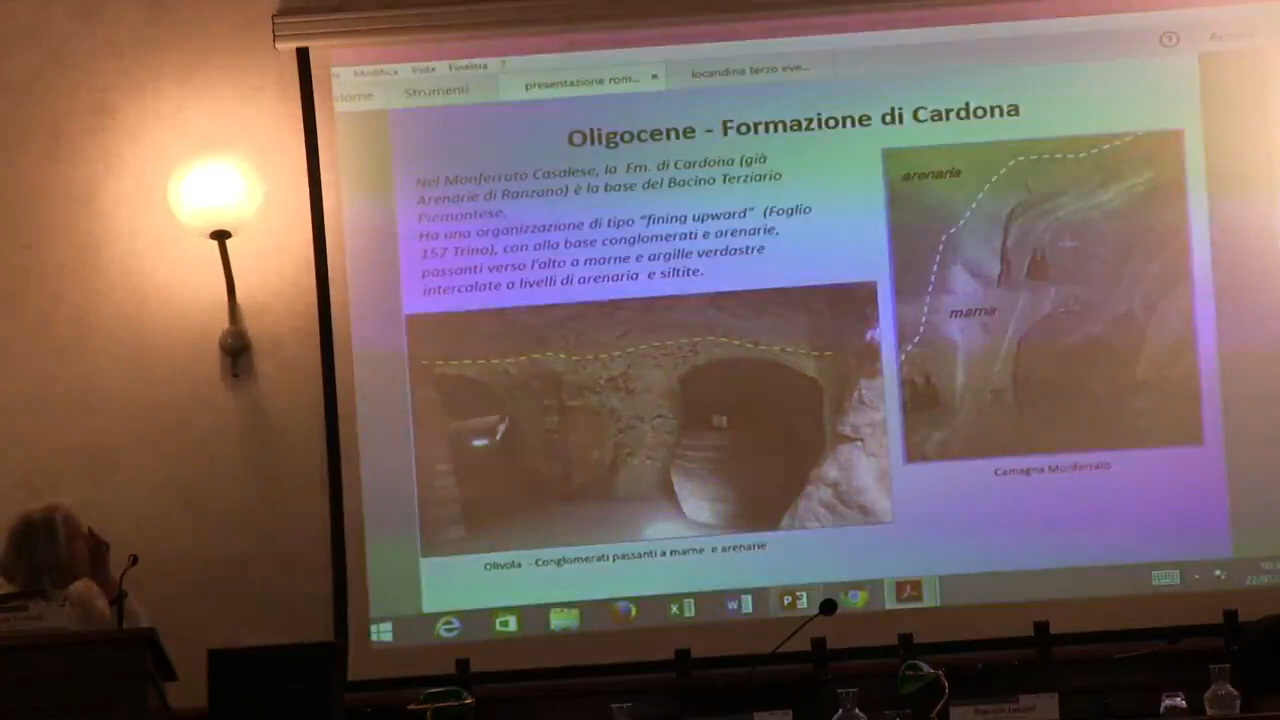 Modifica Vista Finestra ?
Home Strumenti presentazione rom... locandina terzo eve...
Oligocene - Formazione di Cardona
Nel Monferrato Casalese, la Fm. di Cardona (già
Arenarie di Ranzano) è la base del Bacino Terziario
Piemontese.
Ha una organizzazione di tipo "fining upward" (Foglio
157 Trino), con alla base conglomerati e arenarie,
passanti verso l'alto a marne e argille verdastre
intercalate a livelli di arenaria e siltite.
arenaria
marna
Camagna Monferrato
Olivola - Conglomerati passanti a marne e arenarie